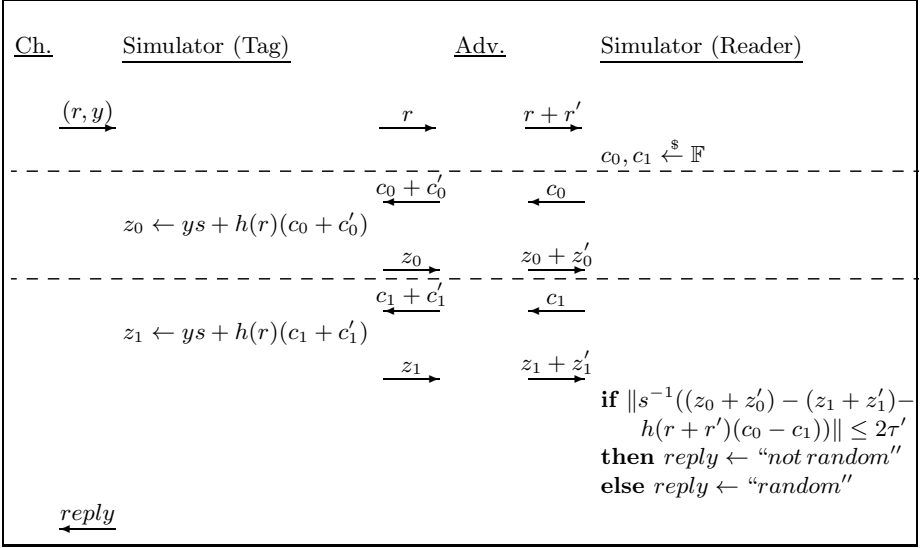 Ch. Simulator (Tag) Adv. Simulator (Reader)
(r, y) r r + r′
c₀, c₁ ←$ 𝔽
c₀ + c′₀ c₀
z₀ ← ys + h(r)(c₀ + c′₀)
z₀ z₀ + z′₀
c₁ + c′₁ c₁
z₁ ← ys + h(r)(c₁ + c′₁)
z₁ z₁ + z′₁
if ‖s⁻¹((z₀ + z′₀) − (z₁ + z′₁)−
h(r + r′)(c₀ − c₁))‖ ≤ 2τ′
then reply ← “not random″
else reply ← “random″
reply